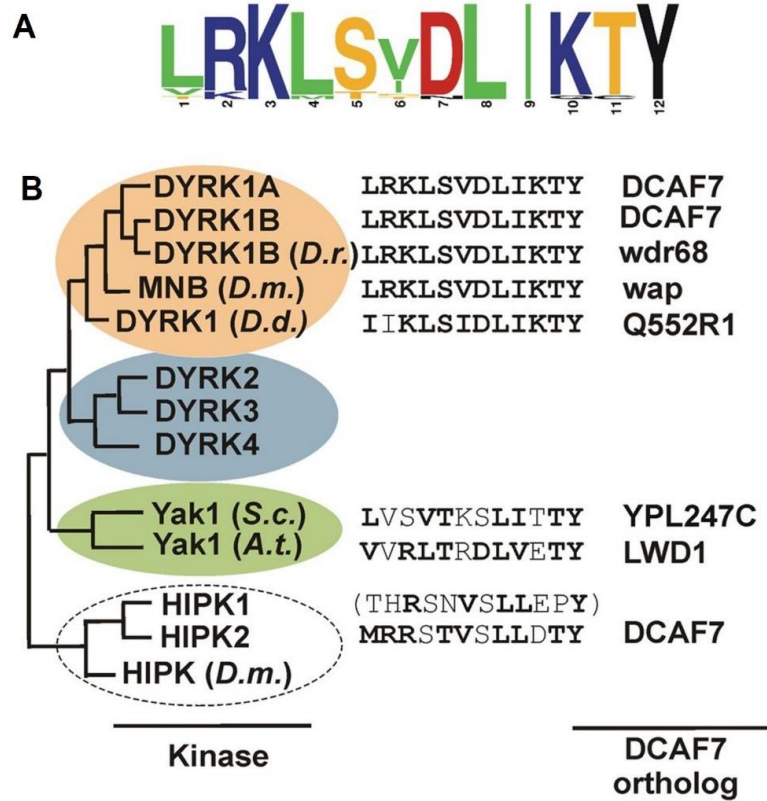 A
LRKLSVDLIKTY
1 2 3 4 5 6 7 8 9 10 11 12
B
DYRK1A LRKLSVDLIKTY DCAF7
DYRK1B LRKLSVDLIKTY DCAF7
DYRK1B (D.r.) LRKLSVDLIKTY wdr68
MNB (D.m.) LRKLSVDLIKTY wap
DYRK1 (D.d.) IIKLSIDLIKTY Q552R1
DYRK2
DYRK3
DYRK4
Yak1 (S.c.) LVSVTKSLITTY YPL247C
Yak1 (A.t.) VVRLTRDLVETY LWD1
HIPK1 (THRSNVSLLEPY)
HIPK2 MRRSTVSLLDTY DCAF7
HIPK (D.m.)
Kinase
DCAF7
ortholog